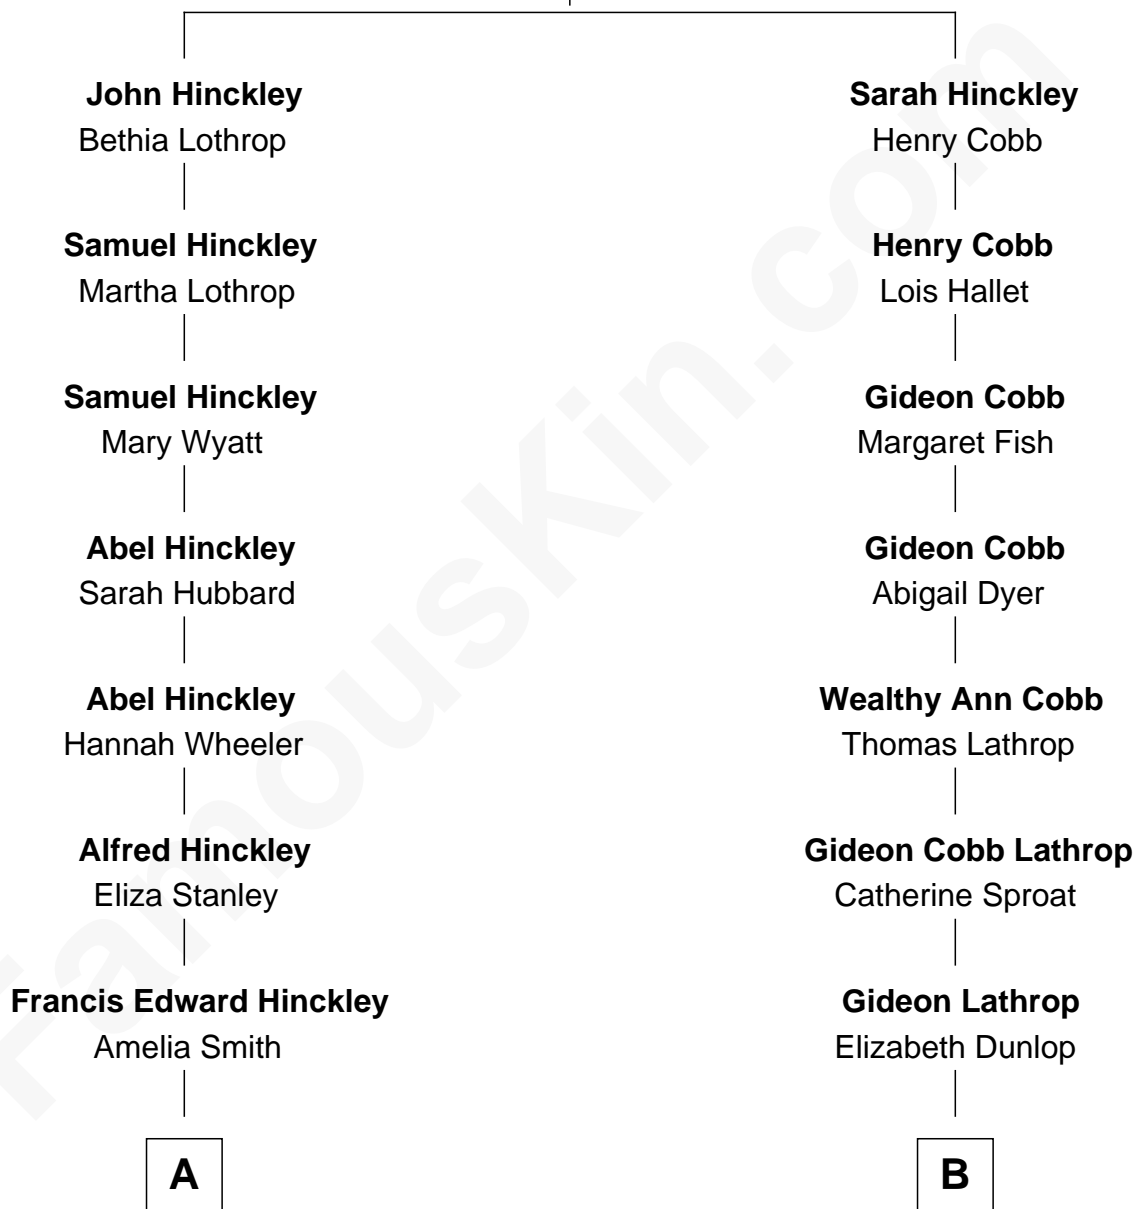 John Hinckley
Bethia Lothrop
Samuel Hinckley
Martha Lothrop
Samuel Hinckley
Mary Wyatt
Abel Hinckley
Sarah Hubbard
Abel Hinckley
Hannah Wheeler
Alfred Hinckley
Eliza Stanley
Francis Edward Hinckley
Amelia Smith
A
Sarah Hinckley
Henry Cobb
Henry Cobb
Lois Hallet
Gideon Cobb
Margaret Fish
Gideon Cobb
Abigail Dyer
Wealthy Ann Cobb
Thomas Lathrop
Gideon Cobb Lathrop
Catherine Sproat
Gideon Lathrop
Elizabeth Dunlop
B
FamousKin.com